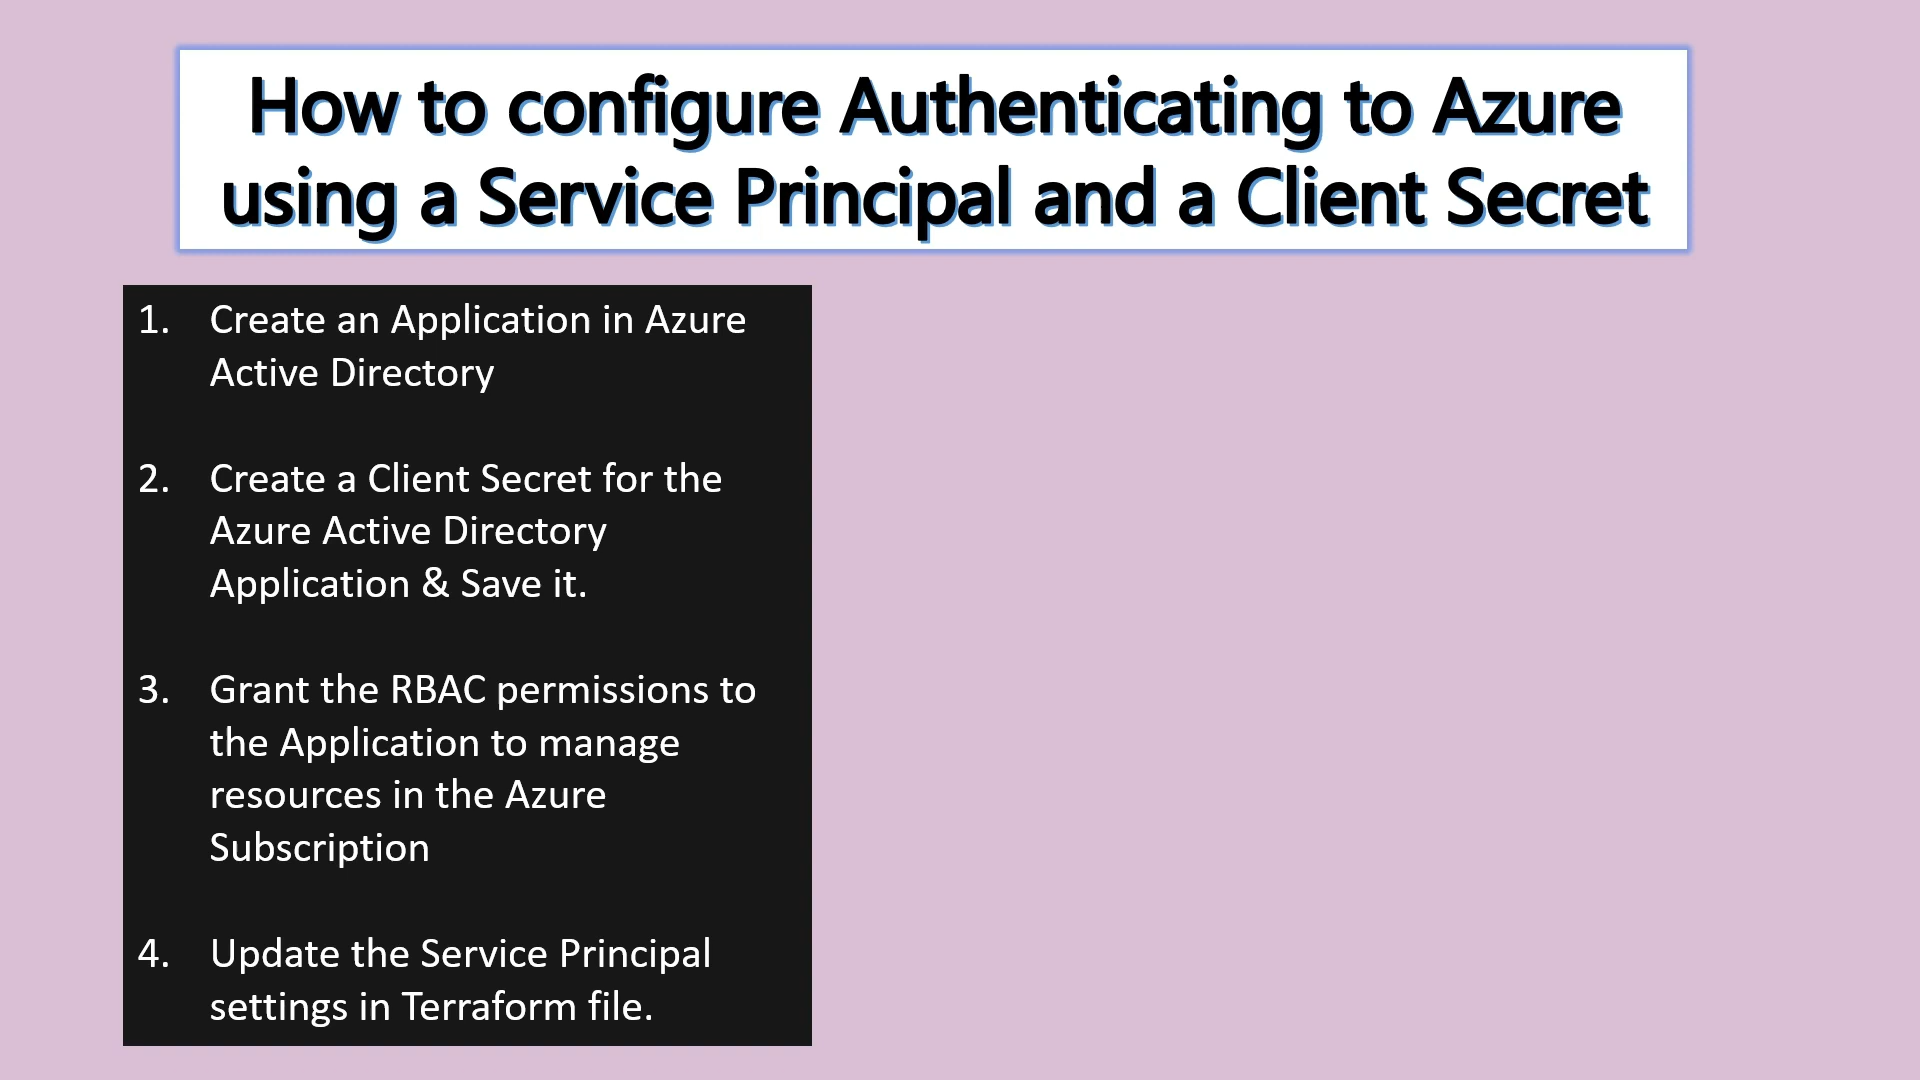 How to configure Authenticating to Azure
using a Service Principal and a Client Secret
1. Create an Application in Azure
Active Directory
2. Create a Client Secret for the
Azure Active Directory
Application & Save it.
3. Grant the RBAC permissions to
the Application to manage
resources in the Azure
Subscription
4. Update the Service Principal
settings in Terraform file.